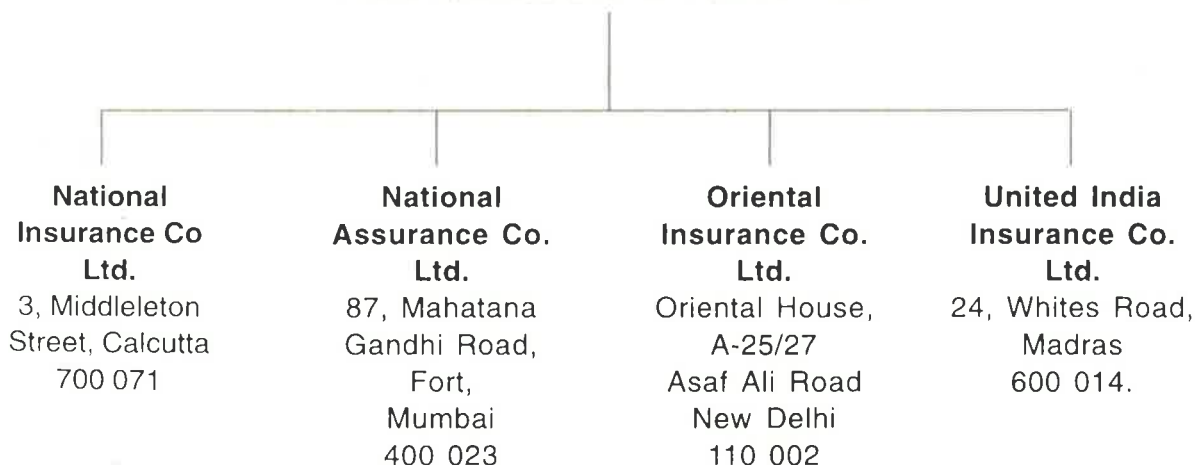 National
Insurance Co
Ltd.
3, Middleleton
Street, Calcutta
700 071
National
Assurance Co.
Ltd.
87, Mahatana
Gandhi Road,
Fort,
Mumbai
400 023
Oriental
Insurance Co.
Ltd.
Oriental House,
A-25/27
Asaf Ali Road
New Delhi
110 002
United India
Insurance Co.
Ltd.
24, Whites Road,
Madras
600 014.